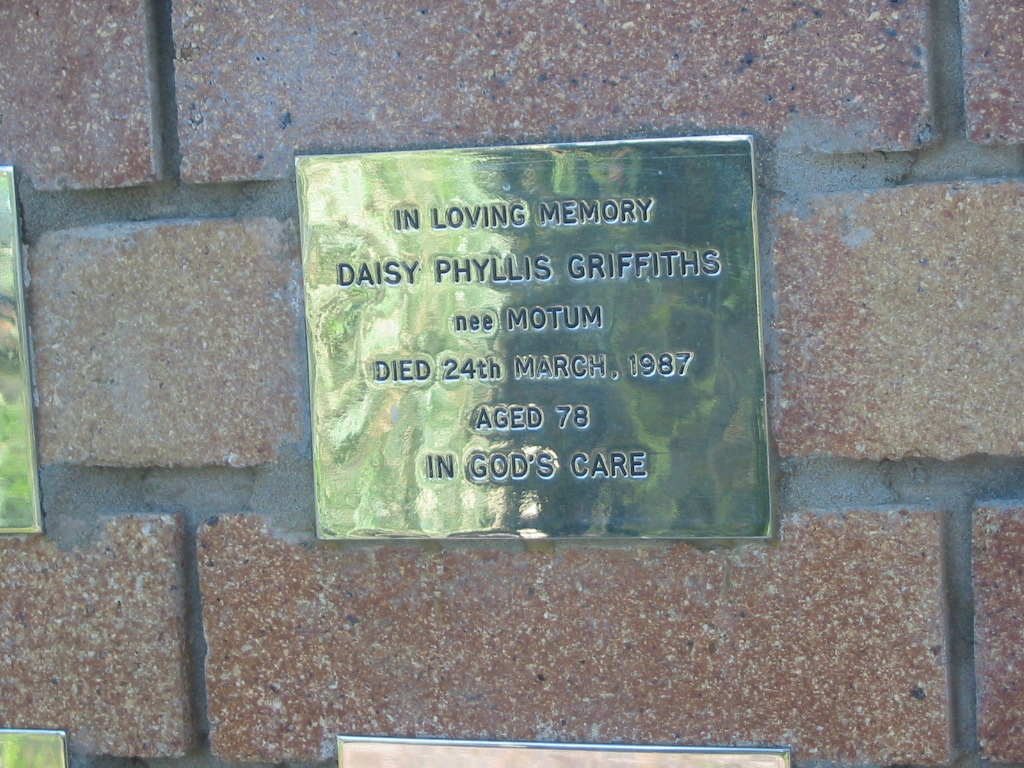 IN LOVING MEMORY
DAISY PHYLLIS GRIFFITHS
nee MOTUM
DIED 24th MARCH, 1987
AGED 78
IN GOD'S CARE